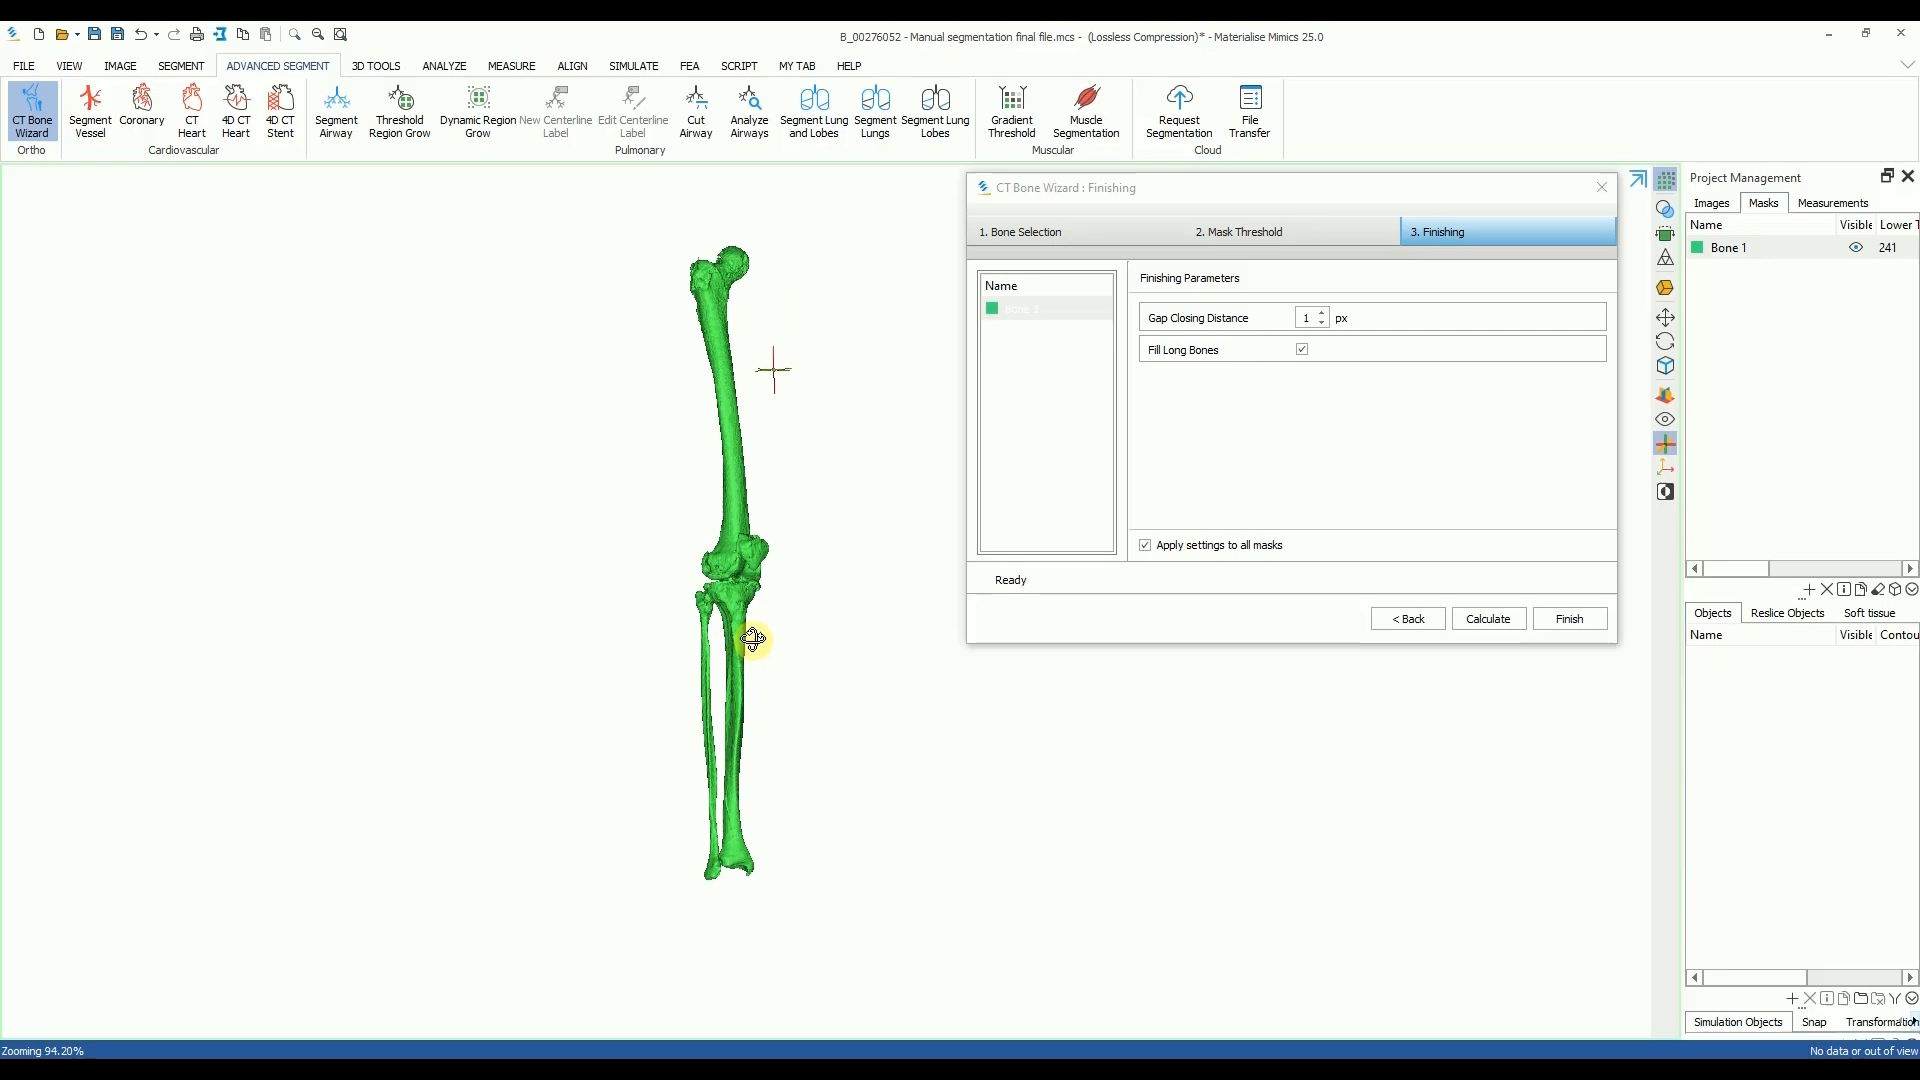 B_00276052 - Manual segmentation final file.mcs - (Lossless Compression)* - Materialise Mimics 25.0
FILE VIEW IMAGE SEGMENT ADVANCED SEGMENT 3D TOOLS ANALYZE MEASURE ALIGN SIMULATE FEA SCRIPT MY TAB HELP
CT Bone Wizard
Segment Vessel
Coronary
CT Heart
4D CT Heart
4D CT Stent
Segment Airway
Threshold Region Grow
Dynamic Region Grow
New Centerline Label
Edit Centerline Label
Cut Airway
Analyze Airways
Segment Lung and Lobes
Segment Lungs
Segment Lung Lobes
Gradient Threshold
Muscle Segmentation
Request Segmentation
File Transfer
Ortho Cardiovascular Pulmonary Muscular Cloud
CT Bone Wizard : Finishing
1. Bone Selection 2. Mask Threshold 3. Finishing
Name
Finishing Parameters
Gap Closing Distance 1 px
Fill Long Bones
Apply settings to all masks
Ready
< Back Calculate Finish
Project Management
Images Masks Measurements
Name Visible Lower T
Bone 1 241
Objects Reslice Objects Soft tissue
Name Visible Contou
Simulation Objects Snap Transformation
Zooming 94.20% No data or out of view